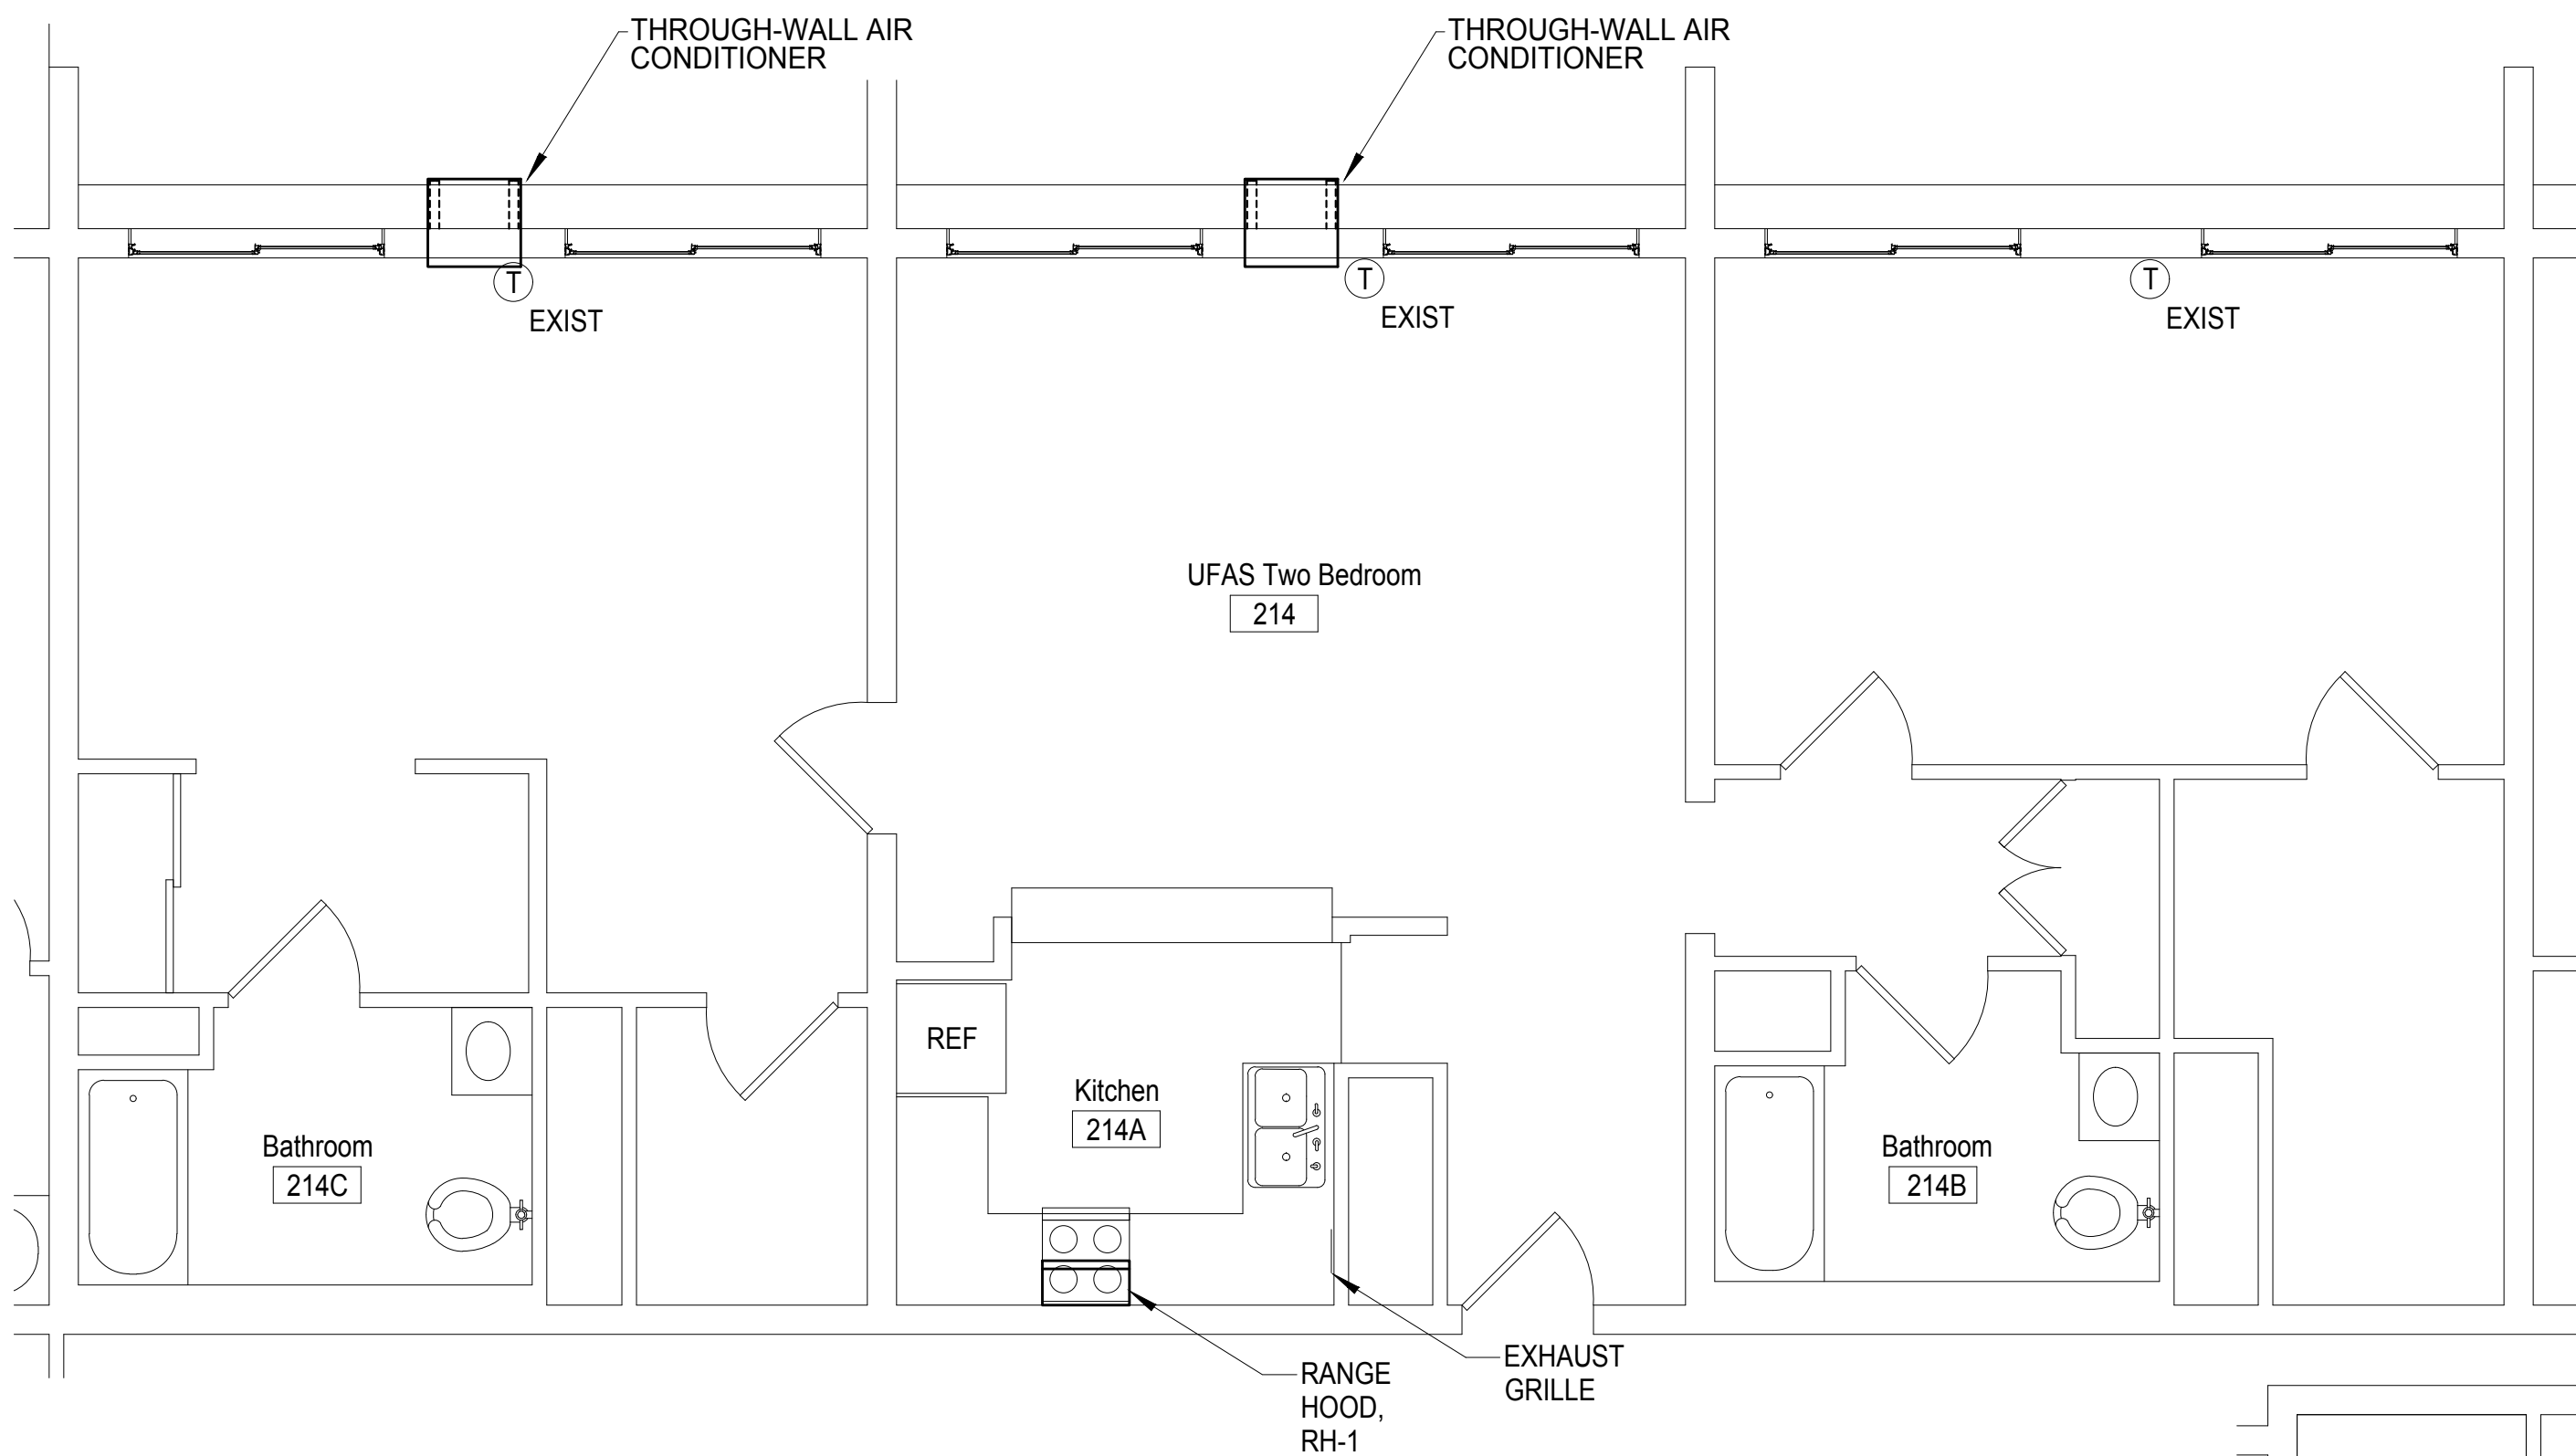 THROUGH-WALL AIR
CONDITIONER
THROUGH-WALL AIR
CONDITIONER
T
EXIST
T
EXIST
T
EXIST
UFAS Two Bedroom
214
REF
Kitchen
214A
Bathroom
214C
Bathroom
214B
EXHAUST
GRILLE
RANGE
HOOD,
RH-1